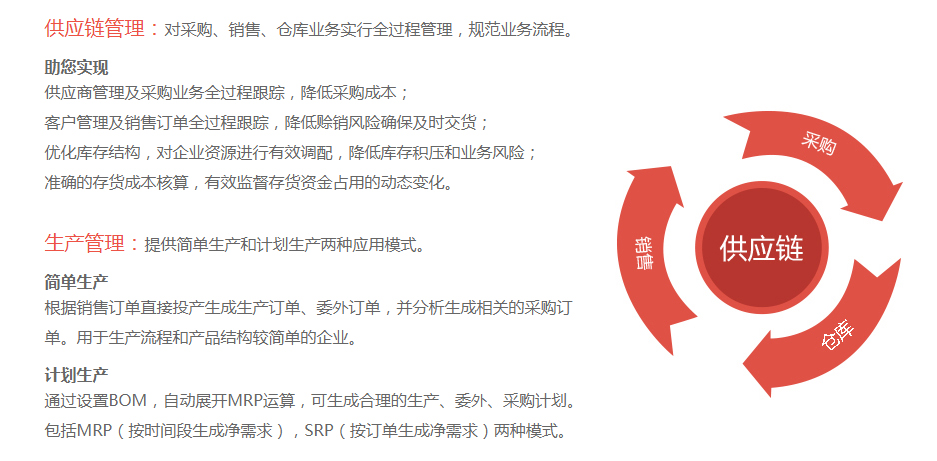 供应链管理：对采购、销售、仓库业务实行全过程管理，规范业务流程。
助您实现
供应商管理及采购业务全过程跟踪，降低采购成本；
客户管理及销售订单全过程跟踪，降低赊销风险确保及时交货；
优化库存结构，对企业资源进行有效调配，降低库存积压和业务风险；
准确的存货成本核算，有效监督存货资金占用的动态变化。
生产管理：提供简单生产和计划生产两种应用模式。
简单生产
根据销售订单直接投产生成生产订单、委外订单，并分析生成相关的采购订
单。用于生产流程和产品结构较简单的企业。
计划生产
通过设置BOM，自动展开MRP运算，可生成合理的生产、委外、采购计划。
包括MRP（按时间段生成净需求），SRP（按订单生成净需求）两种模式。
采购
销售
供应链
仓库